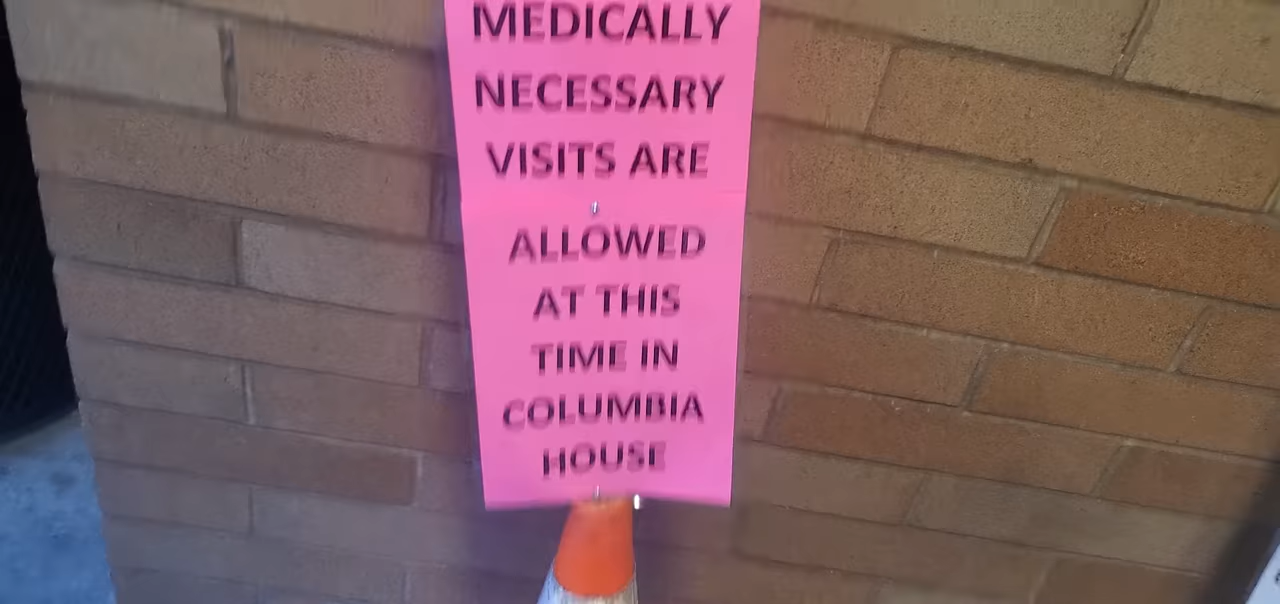 MEDICALLY
NECESSARY
VISITS ARE
ALLOWED
AT THIS
TIME IN
COLUMBIA
HOUSE